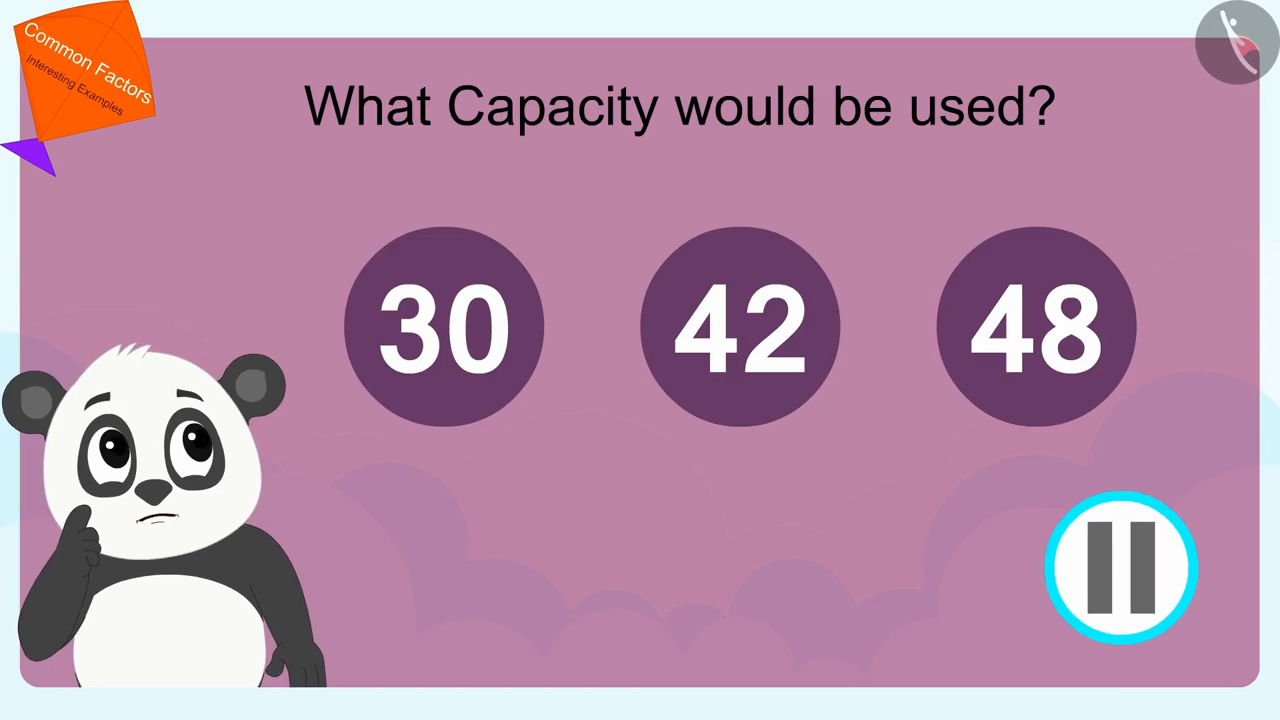 Common Factors
Interesting Examples
What Capacity would be used?
30 42 48